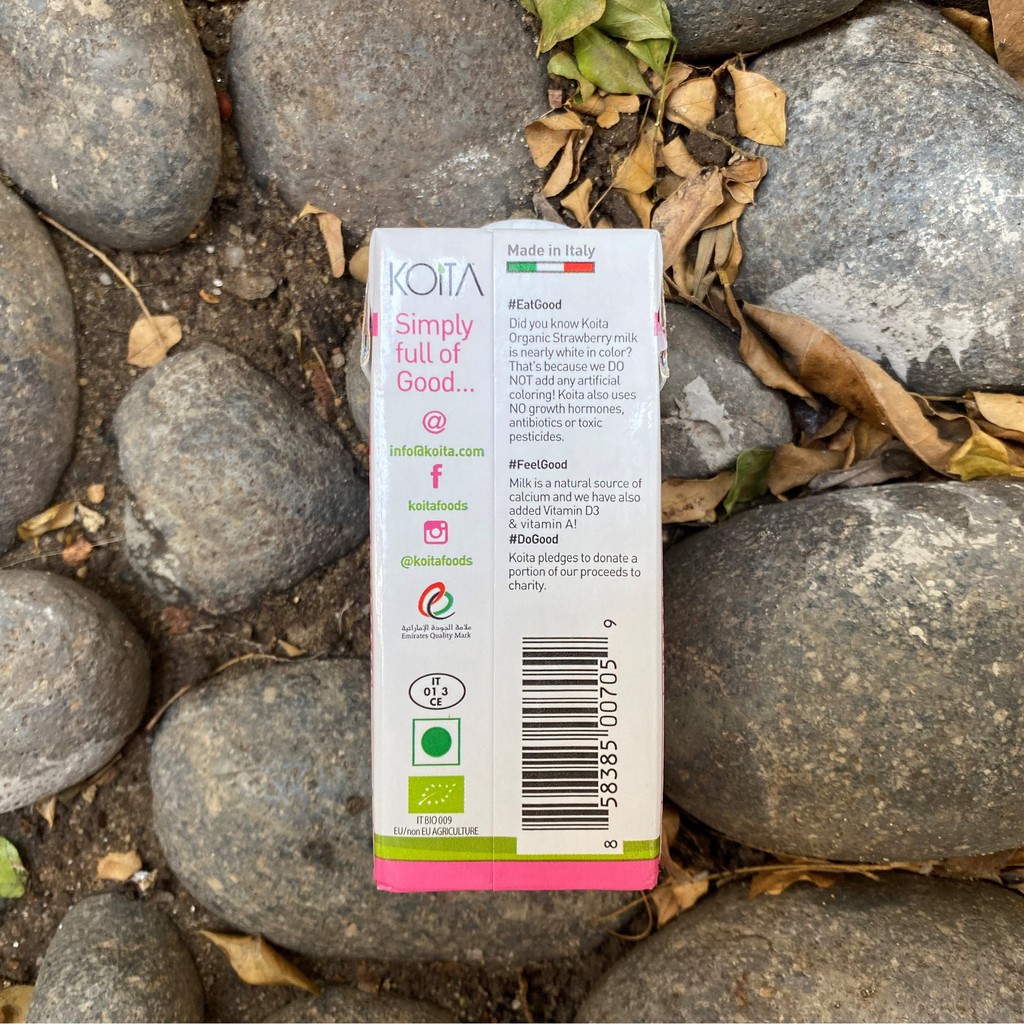 KOiTA
Simply
full of
Good...
@
info@koita.com
f
koitafoods
@koitafoods
علامة الجودة الإماراتية
Emirates Quality Mark
IT
01 3
CE
IT BIO 009
EU/non EU AGRICULTURE
Made in Italy
#EatGood
Did you know Koita
Organic Strawberry milk
is nearly white in color?
That's because we DO
NOT add any artificial
coloring! Koita also uses
NO growth hormones,
antibiotics or toxic
pesticides.
#FeelGood
Milk is a natural source of
calcium and we have also
added Vitamin D3
& vitamin A!
#DoGood
Koita pledges to donate a
portion of our proceeds to
charity.
8 58385 00705 9